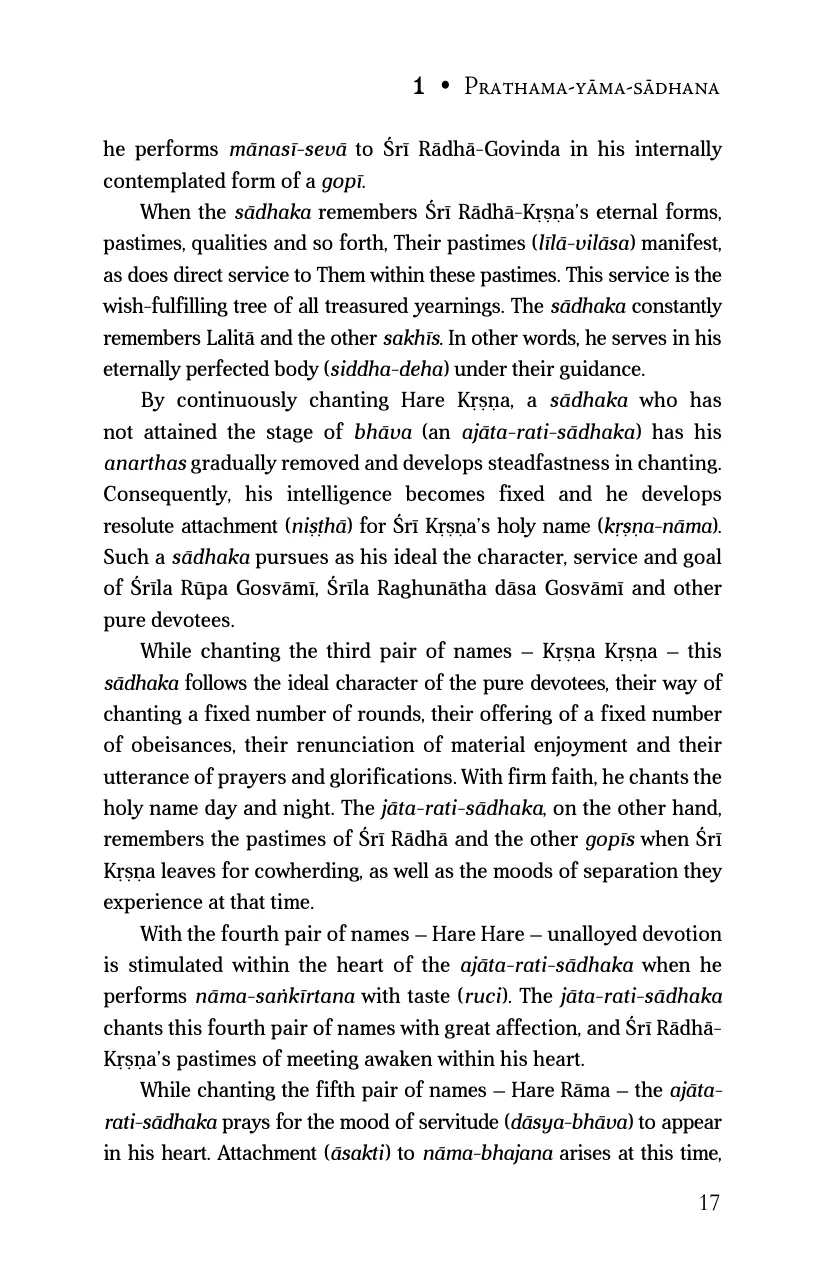 1 • Prathama-yāma-sādhana
he performs mānasī-sevā to Śrī Rādhā-Govinda in his internally
contemplated form of a gopī.
When the sādhaka remembers Śrī Rādhā-Kṛṣṇa’s eternal forms,
pastimes, qualities and so forth, Their pastimes (līlā-vilāsa) manifest,
as does direct service to Them within these pastimes. This service is the
wish-fulfilling tree of all treasured yearnings. The sādhaka constantly
remembers Lalitā and the other sakhīs. In other words, he serves in his
eternally perfected body (siddha-deha) under their guidance.
By continuously chanting Hare Kṛṣṇa, a sādhaka who has
not attained the stage of bhāva (an ajāta-rati-sādhaka) has his
anarthas gradually removed and develops steadfastness in chanting.
Consequently, his intelligence becomes fixed and he develops
resolute attachment (niṣṭhā) for Śrī Kṛṣṇa’s holy name (kṛṣṇa-nāma).
Such a sādhaka pursues as his ideal the character, service and goal
of Śrīla Rūpa Gosvāmī, Śrīla Raghunātha dāsa Gosvāmī and other
pure devotees.
While chanting the third pair of names – Kṛṣṇa Kṛṣṇa – this
sādhaka follows the ideal character of the pure devotees, their way of
chanting a fixed number of rounds, their offering of a fixed number
of obeisances, their renunciation of material enjoyment and their
utterance of prayers and glorifications. With firm faith, he chants the
holy name day and night. The jāta-rati-sādhaka, on the other hand,
remembers the pastimes of Śrī Rādhā and the other gopīs when Śrī
Kṛṣṇa leaves for cowherding, as well as the moods of separation they
experience at that time.
With the fourth pair of names – Hare Hare – unalloyed devotion
is stimulated within the heart of the ajāta-rati-sādhaka when he
performs nāma-saṅkīrtana with taste (ruci). The jāta-rati-sādhaka
chants this fourth pair of names with great affection, and Śrī Rādhā-
Kṛṣṇa’s pastimes of meeting awaken within his heart.
While chanting the fifth pair of names – Hare Rāma – the ajāta-
rati-sādhaka prays for the mood of servitude (dāsya-bhāva) to appear
in his heart. Attachment (āsakti) to nāma-bhajana arises at this time,
17